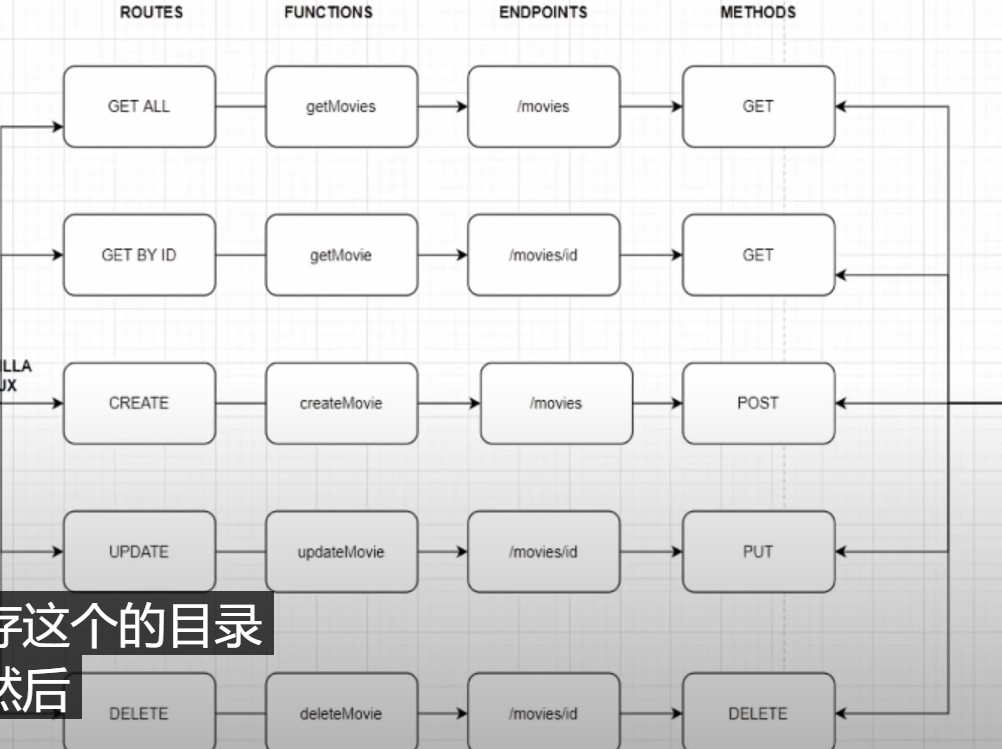 ROUTES FUNCTIONS ENDPOINTS METHODS
GET ALL getMovies /movies GET
GET BY ID getMovie /movies/id GET
CREATE createMovie /movies POST
UPDATE updateMovie /movies/id PUT
存这个的目录
然后
DELETE deleteMovie /movies/id DELETE